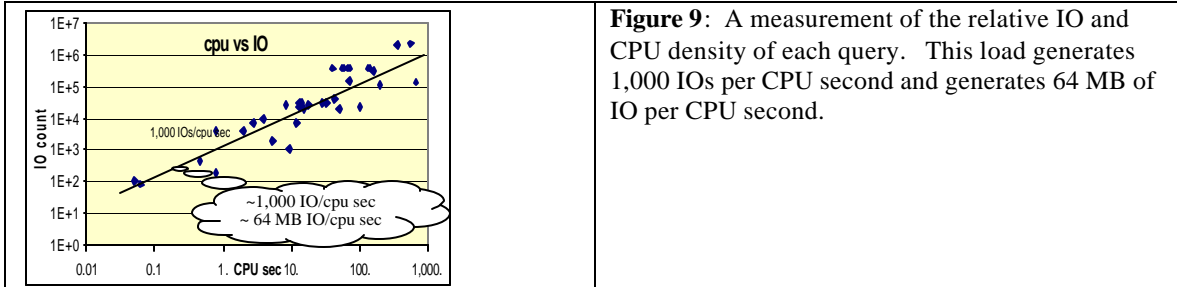 cpu vs IO
1E+7
1E+6
1E+5
1E+4
1E+3
1E+2
1E+1
1E+0
IO count
1,000 IOs/cpu sec
~1,000 IO/cpu sec
~ 64 MB IO/cpu sec
0.01 0.1 1. CPU sec 10. 100. 1,000.
Figure 9: A measurement of the relative IO and
CPU density of each query. This load generates
1,000 IOs per CPU second and generates 64 MB of
IO per CPU second.